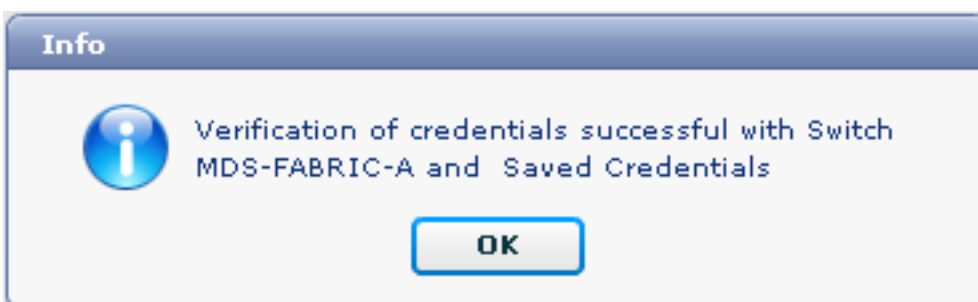 Info
Verification of credentials successful with Switch
MDS-FABRIC-A and  Saved Credentials
OK